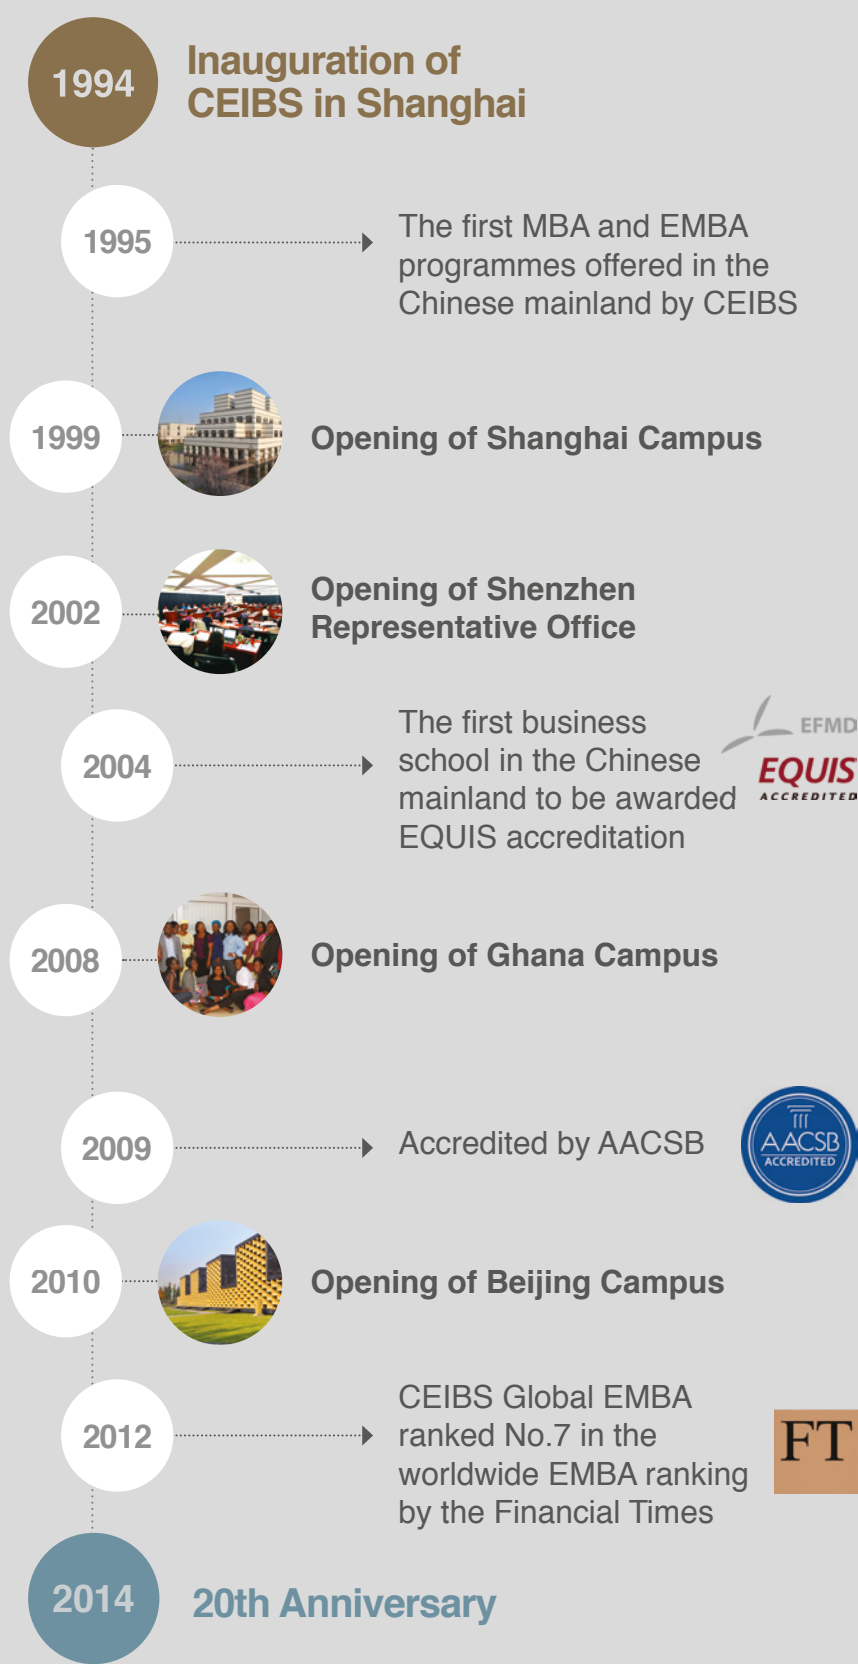 1994
Inauguration of
CEIBS in Shanghai
1995
The first MBA and EMBA
programmes offered in the
Chinese mainland by CEIBS
1999
Opening of Shanghai Campus
2002
Opening of Shenzhen
Representative Office
2004
The first business
school in the Chinese
mainland to be awarded
EQUIS accreditation
EFMD
EQUIS
ACCREDITED
2008
Opening of Ghana Campus
2009
Accredited by AACSB
AACSB
ACCREDITED
2010
Opening of Beijing Campus
2012
CEIBS Global EMBA
ranked No.7 in the
worldwide EMBA ranking
by the Financial Times
FT
2014
20th Anniversary